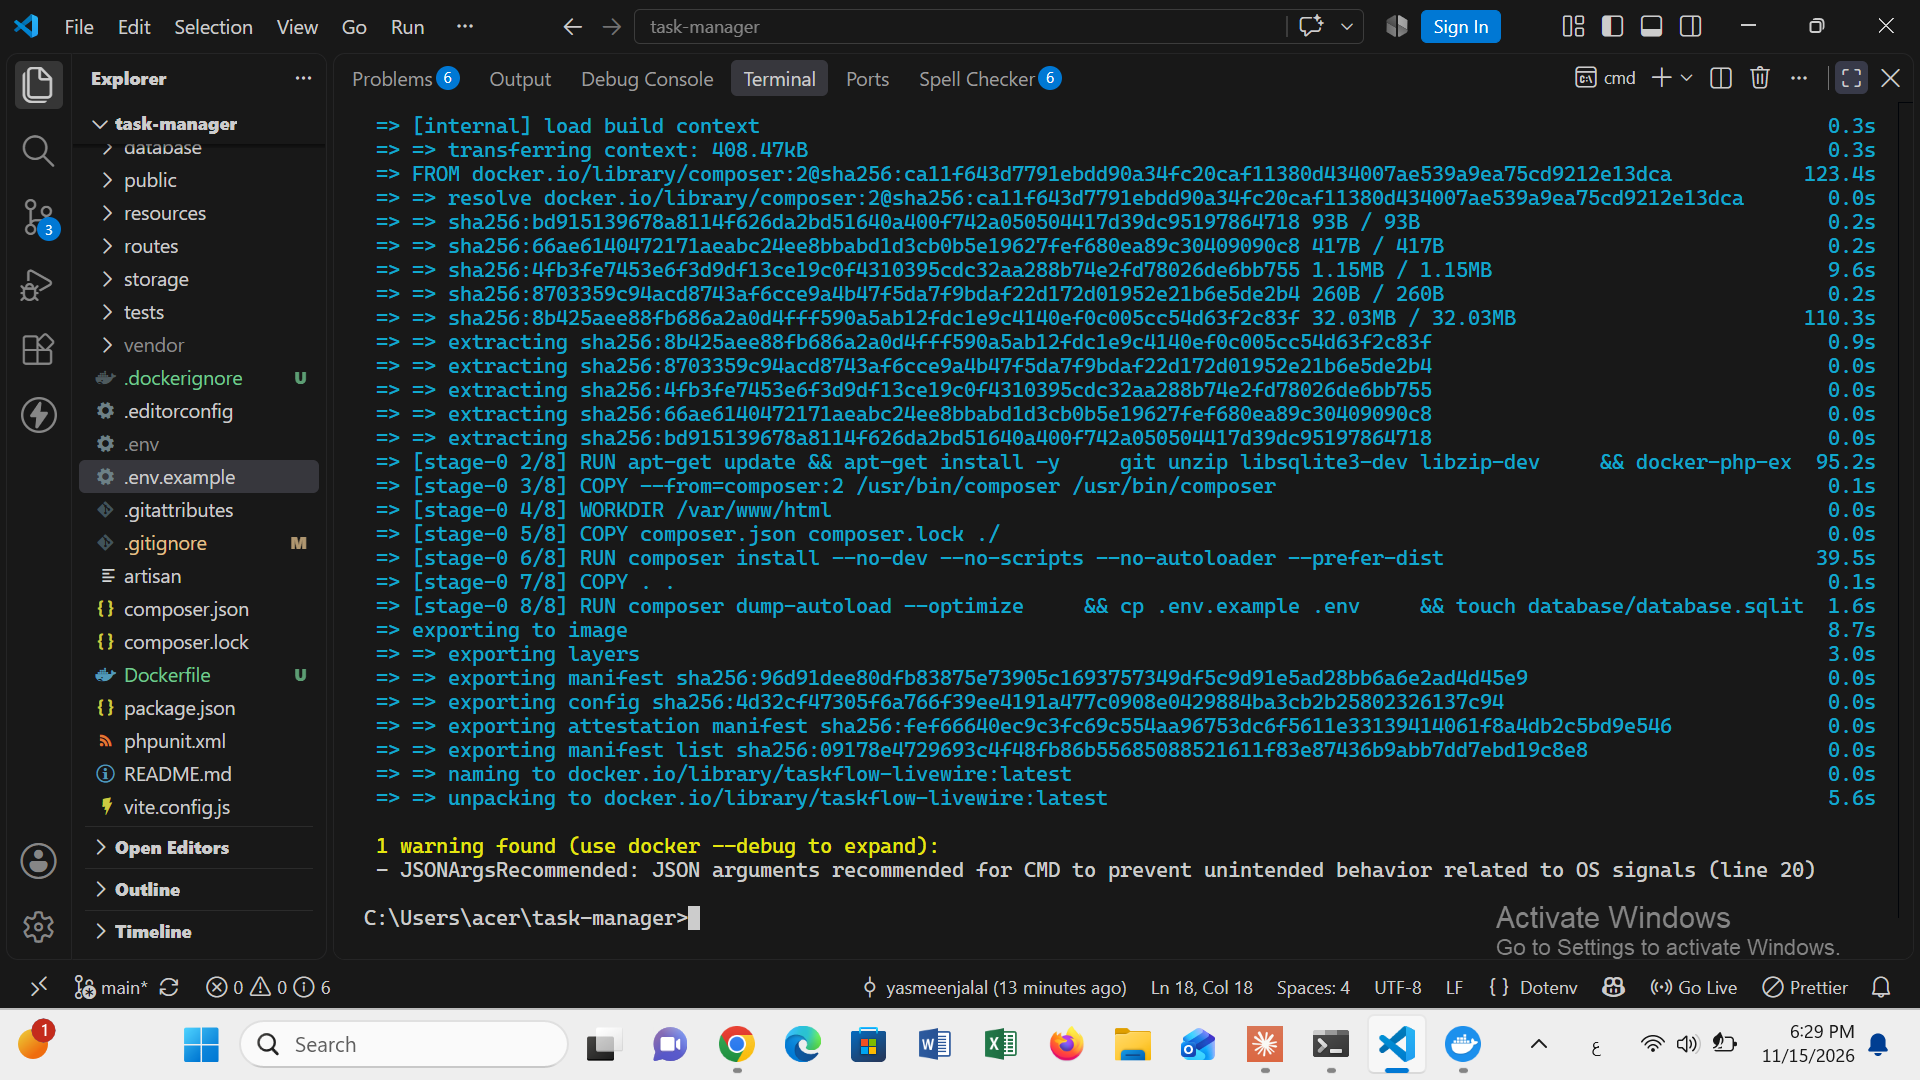 File Edit Selection View Go Run ··· task-manager Sign In
Explorer ···
task-manager
database
public
resources
routes
storage
tests
vendor
.dockerignore U
.editorconfig
.env
.env.example
.gitattributes
.gitignore M
artisan
composer.json
composer.lock
Dockerfile U
package.json
phpunit.xml
README.md
vite.config.js
Open Editors
Outline
Timeline
3
Problems 6 Output Debug Console Terminal Ports Spell Checker 6 cmd
=> [internal] load build context 0.3s
=> => transferring context: 408.47kB 0.3s
=> FROM docker.io/library/composer:2@sha256:ca11f643d7791ebdd90a34fc20caf11380d434007ae539a9ea75cd9212e13dca 123.4s
=> => resolve docker.io/library/composer:2@sha256:ca11f643d7791ebdd90a34fc20caf11380d434007ae539a9ea75cd9212e13dca 0.0s
=> => sha256:bd915139678a8114f626da2bd51640a400f742a050504417d39dc95197864718 93B / 93B 0.2s
=> => sha256:66ae6140472171aeabc24ee8bbabd1d3cb0b5e19627fef680ea89c30409090c8 417B / 417B 0.2s
=> => sha256:4fb3fe7453e6f3d9df13ce19c0f4310395cdc32aa288b74e2fd78026de6bb755 1.15MB / 1.15MB 9.6s
=> => sha256:8703359c94acd8743af6cce9a4b47f5da7f9bdaf22d172d01952e21b6e5de2b4 260B / 260B 0.2s
=> => sha256:8b425aee88fb686a2a0d4fff590a5ab12fdc1e9c4140ef0c005cc54d63f2c83f 32.03MB / 32.03MB 110.3s
=> => extracting sha256:8b425aee88fb686a2a0d4fff590a5ab12fdc1e9c4140ef0c005cc54d63f2c83f 0.9s
=> => extracting sha256:8703359c94acd8743af6cce9a4b47f5da7f9bdaf22d172d01952e21b6e5de2b4 0.0s
=> => extracting sha256:4fb3fe7453e6f3d9df13ce19c0f4310395cdc32aa288b74e2fd78026de6bb755 0.0s
=> => extracting sha256:66ae6140472171aeabc24ee8bbabd1d3cb0b5e19627fef680ea89c30409090c8 0.0s
=> => extracting sha256:bd915139678a8114f626da2bd51640a400f742a050504417d39dc95197864718 0.0s
=> [stage-0 2/8] RUN apt-get update && apt-get install -y     git unzip libsqlite3-dev libzip-dev     && docker-php-ex 95.2s
=> [stage-0 3/8] COPY --from=composer:2 /usr/bin/composer /usr/bin/composer 0.1s
=> [stage-0 4/8] WORKDIR /var/www/html 0.0s
=> [stage-0 5/8] COPY composer.json composer.lock ./ 0.0s
=> [stage-0 6/8] RUN composer install --no-dev --no-scripts --no-autoloader --prefer-dist 39.5s
=> [stage-0 7/8] COPY . . 0.1s
=> [stage-0 8/8] RUN composer dump-autoload --optimize     && cp .env.example .env     && touch database/database.sqlit 1.6s
=> exporting to image 8.7s
=> => exporting layers 3.0s
=> => exporting manifest sha256:96d91dee80dfb83875e73905c1693757349df5c9d91e5ad28bb6a6e2ad4d45e9 0.0s
=> => exporting config sha256:4d32cf47305f6a766f39ee4191a477c0908e0429884ba3cb2b25802326137c94 0.0s
=> => exporting attestation manifest sha256:fef66640ec9c3fc69c554aa96753dc6f5611e33139414061f8a4db2c5bd9e546 0.0s
=> => exporting manifest list sha256:09178e4729693c4f48fb86b55685088521611f83e87436b9abb7dd7ebd19c8e8 0.0s
=> => naming to docker.io/library/taskflow-livewire:latest 0.0s
=> => unpacking to docker.io/library/taskflow-livewire:latest 5.6s
1 warning found (use docker --debug to expand):
- JSONArgsRecommended: JSON arguments recommended for CMD to prevent unintended behavior related to OS signals (line 20)
C:\Users\acer\task-manager>
Activate Windows
Go to Settings to activate Windows.
main* 0 0 6 yasmeenjalal (13 minutes ago) Ln 18, Col 18 Spaces: 4 UTF-8 LF { } Dotenv Go Live Prettier
1 Search ع 6:29 PM
11/15/2026